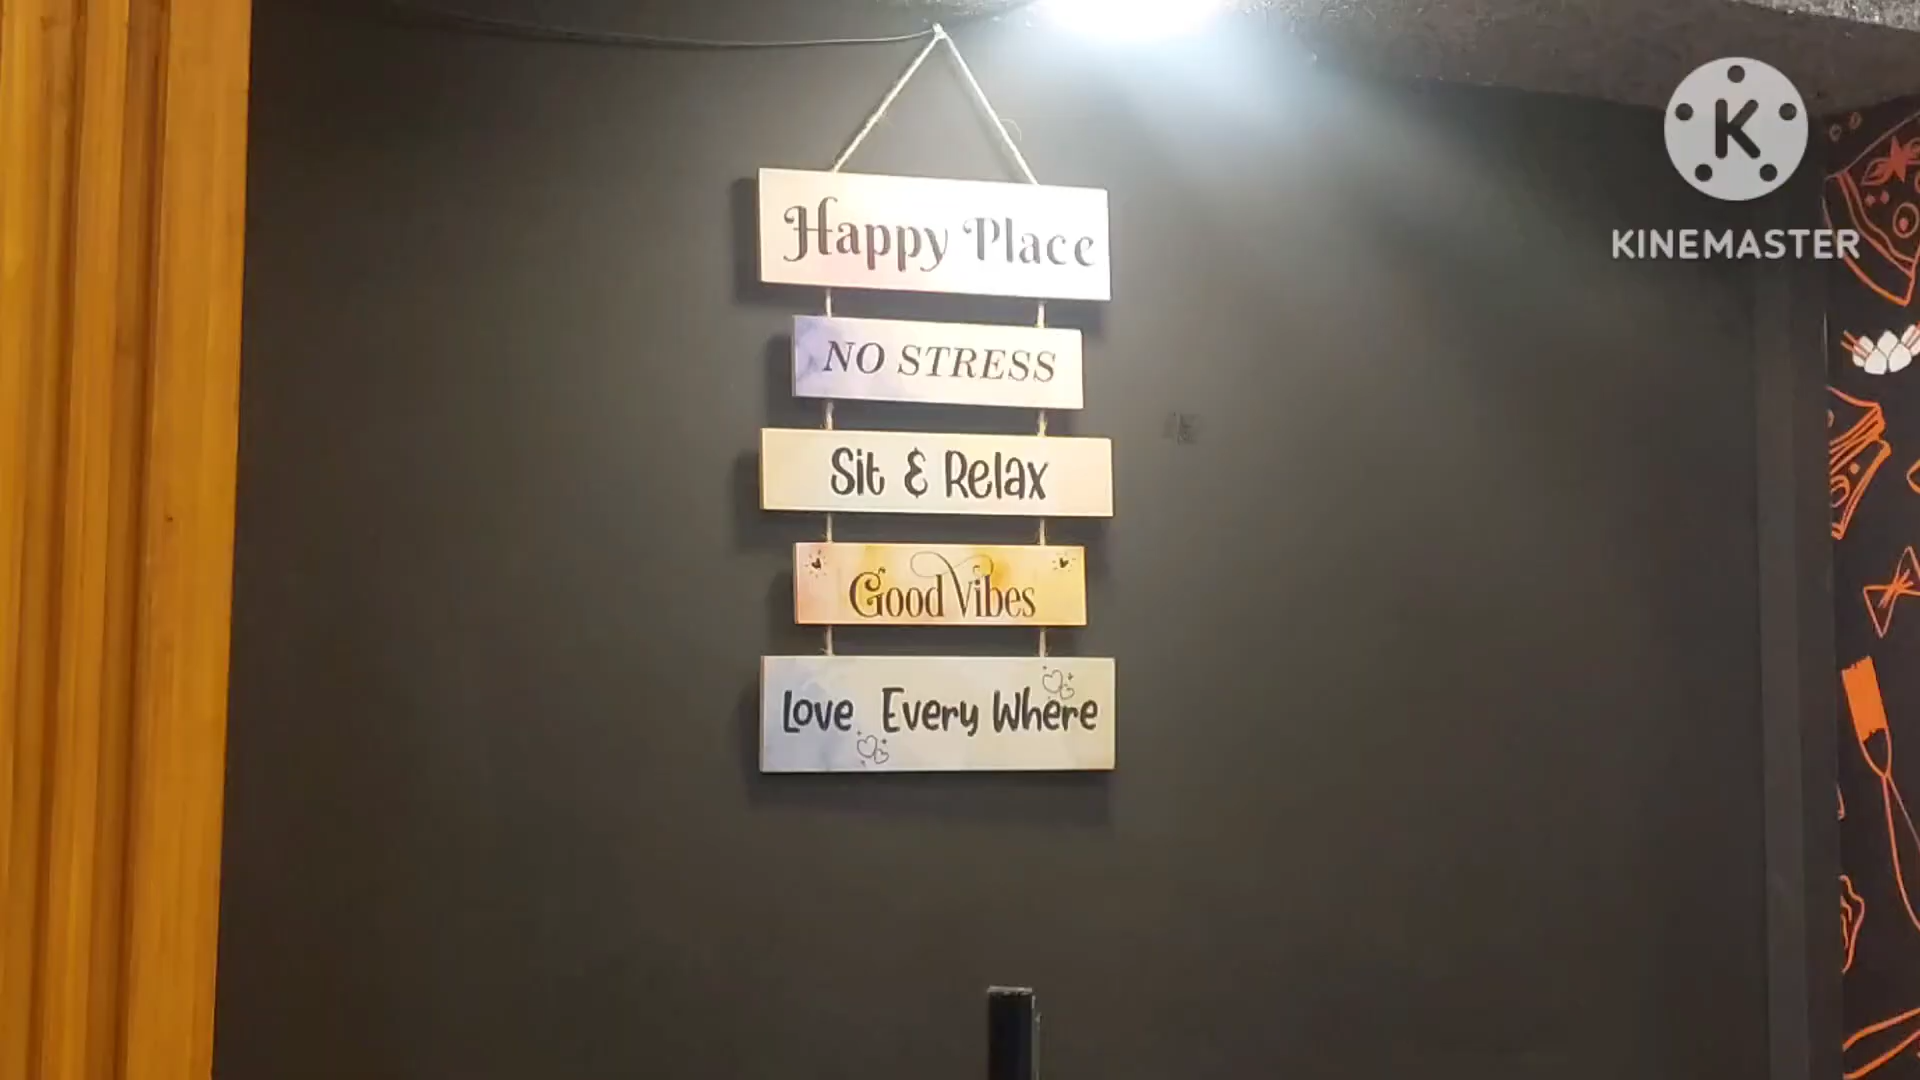 Happy Place
NO STRESS
Sit & Relax
Good Vibes
Love Every Where
K
KINEMASTER